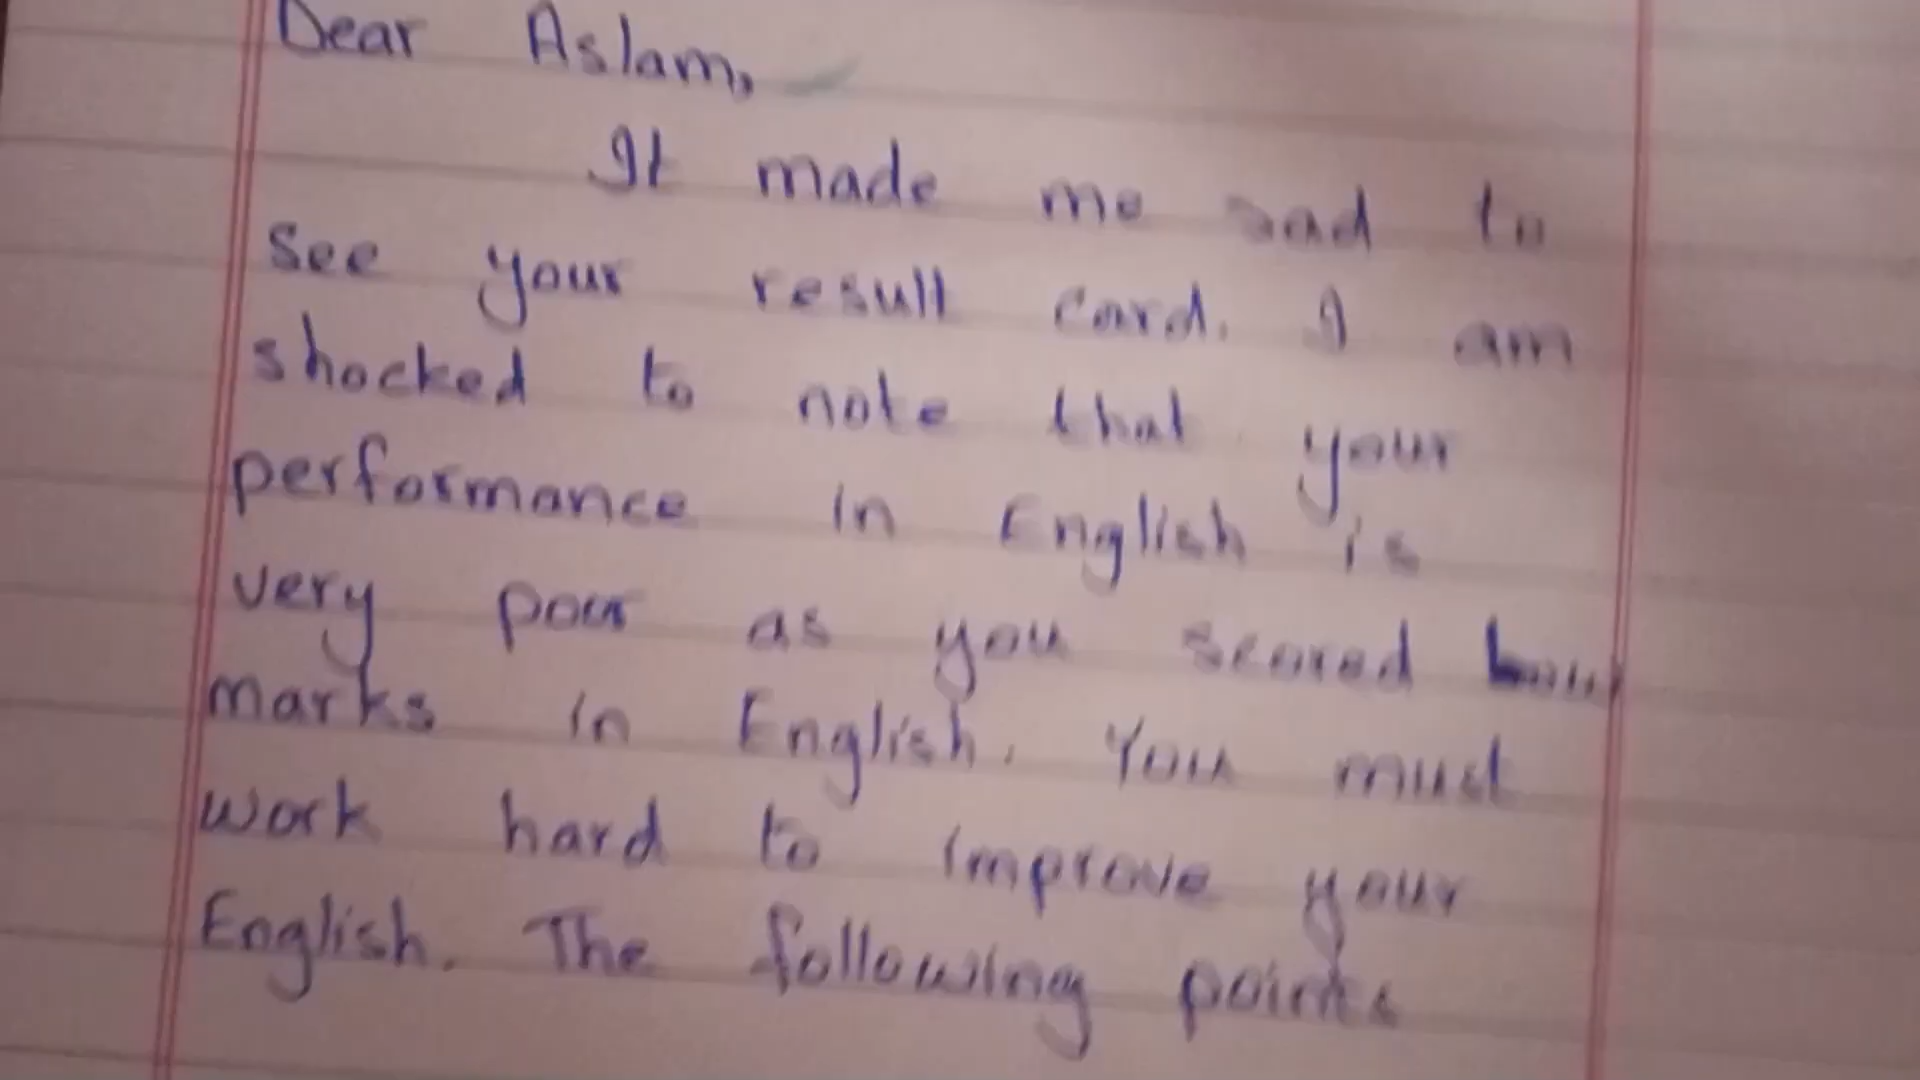 Dear Aslam,
It made me sad to
see your result card. I am
shocked to note that your
performance in English is
very poor as you scored
marks in English. You must
work hard to improve your
English. The following points